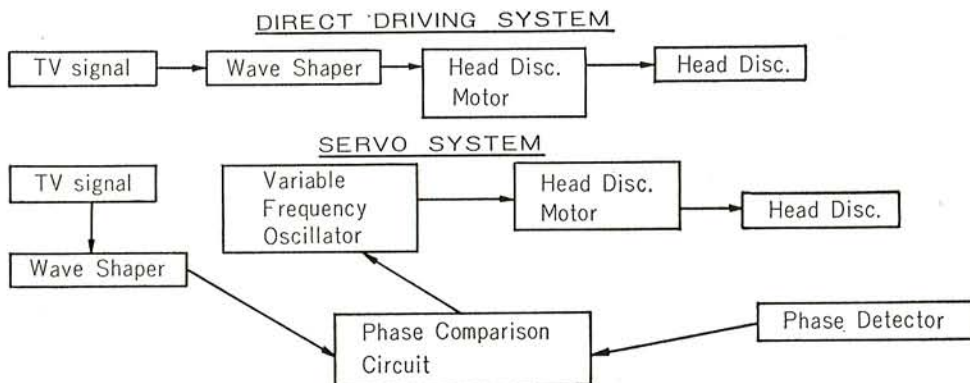 DIRECT DRIVING SYSTEM
TV signal
Wave Shaper
Head Disc.
Motor
Head Disc.
SERVO SYSTEM
TV signal
Wave Shaper
Variable
Frequency
Oscillator
Head Disc.
Motor
Head Disc.
Phase Comparison
Circuit
Phase Detector